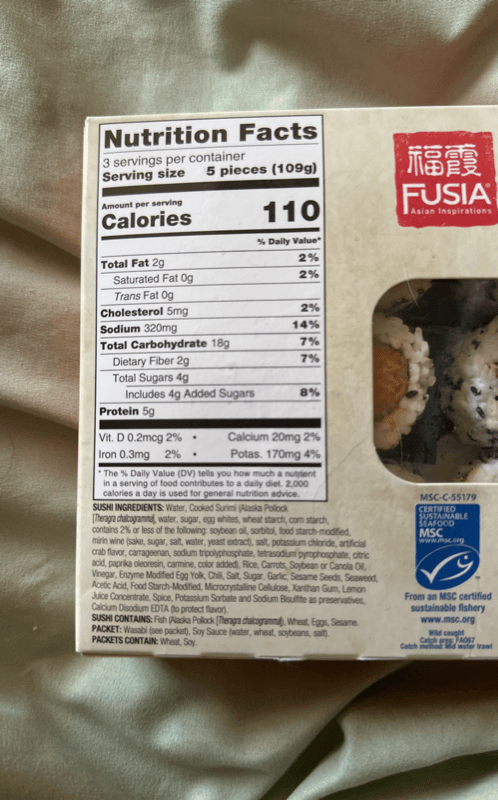 Nutrition Facts
3 servings per container
Serving size 5 pieces (109g)
Amount per serving
Calories 110
% Daily Value*
Total Fat 2g 2%
Saturated Fat 0g 2%
Trans Fat 0g
Cholesterol 5mg 2%
Sodium 320mg 14%
Total Carbohydrate 18g 7%
Dietary Fiber 2g 7%
Total Sugars 4g
Includes 4g Added Sugars 8%
Protein 5g
Vit. D 0.2mcg 2% • Calcium 20mg 2%
Iron 0.3mg 2% • Potas. 170mg 4%
* The % Daily Value (DV) tells you how much a nutrient
in a serving of food contributes to a daily diet. 2,000
calories a day is used for general nutrition advice.
SUSHI INGREDIENTS: Water, Cooked Surimi (Alaska Pollock
[Theragra chalcogramma], water, sugar, egg whites, wheat starch, corn starch,
contains 2% or less of the following: soybean oil, sorbitol, food starch-modified,
mirin wine (sake, sugar, salt, water, yeast extract), salt, potassium chloride, artificial
crab flavor, carrageenan, sodium tripolyphosphate, tetrasodium pyrophosphate, citric
acid, paprika oleoresin, carmine, color added), Rice, Carrots, Soybean or Canola Oil,
Vinegar, Enzyme Modified Egg Yolk, Chili, Salt, Sugar, Garlic, Sesame Seeds, Seaweed,
Acetic Acid, Food Starch-Modified, Microcrystalline Cellulose, Xanthan Gum, Lemon
Juice Concentrate, Spice, Potassium Sorbate and Sodium Bisulfite as preservatives,
Calcium Disodium EDTA (to protect flavor).
SUSHI CONTAINS: Fish (Alaska Pollock [Theragra chalcogramma]), Wheat, Eggs, Sesame.
PACKET: Wasabi (see packet), Soy Sauce (water, wheat, soybeans, salt).
PACKETS CONTAIN: Wheat, Soy.
福霞
FUSIA®
Asian Inspirations
MSC-C-55179
CERTIFIED
SUSTAINABLE
SEAFOOD
MSC
www.msc.org
™
From an MSC certified
sustainable fishery
www.msc.org
Wild caught
Catch area: FAO67
Catch method: Mid water trawl